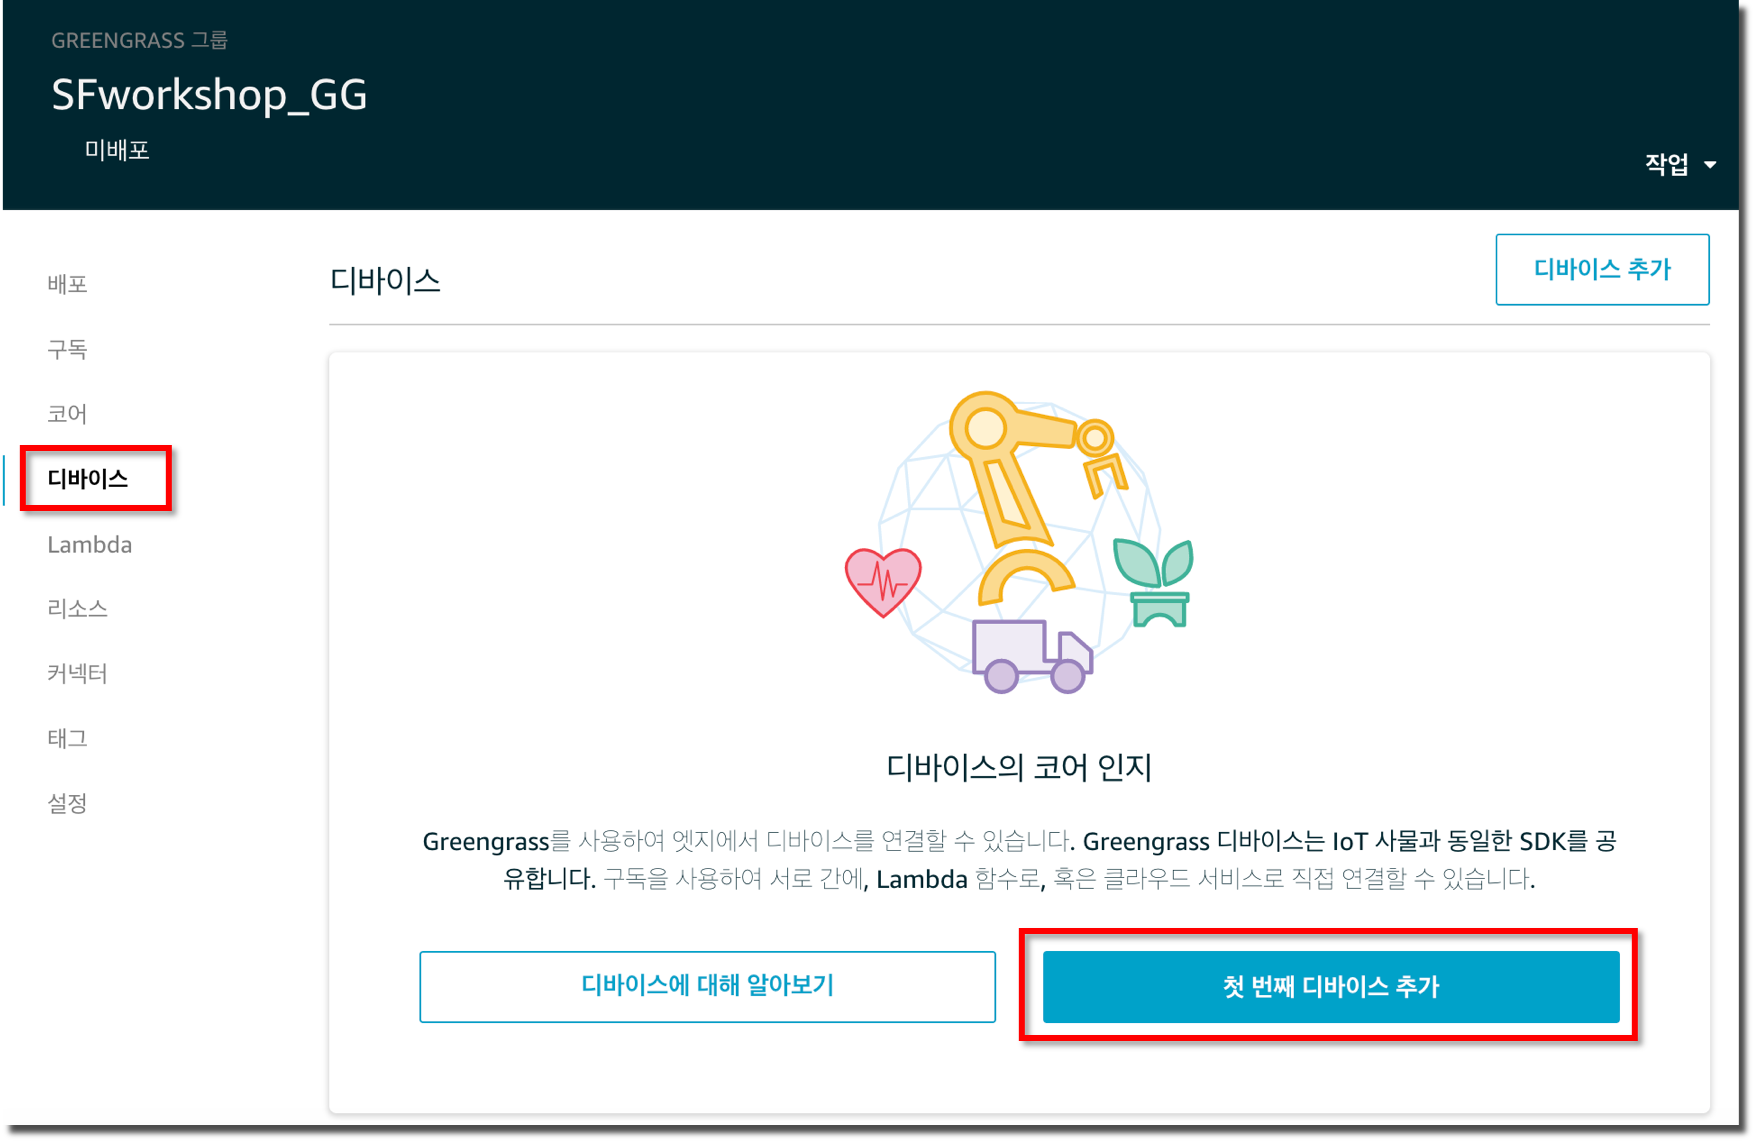 GREENGRASS 그룹
SFworkshop_GG
미배포
작업
배포
구독
코어
디바이스
Lambda
리소스
커넥터
태그
설정
디바이스
디바이스 추가
디바이스의 코어 인지
Greengrass를 사용하여 엣지에서 디바이스를 연결할 수 있습니다. Greengrass 디바이스는 IoT 사물과 동일한 SDK를 공
유합니다. 구독을 사용하여 서로 간에, Lambda 함수로, 혹은 클라우드 서비스로 직접 연결할 수 있습니다.
디바이스에 대해 알아보기
첫 번째 디바이스 추가